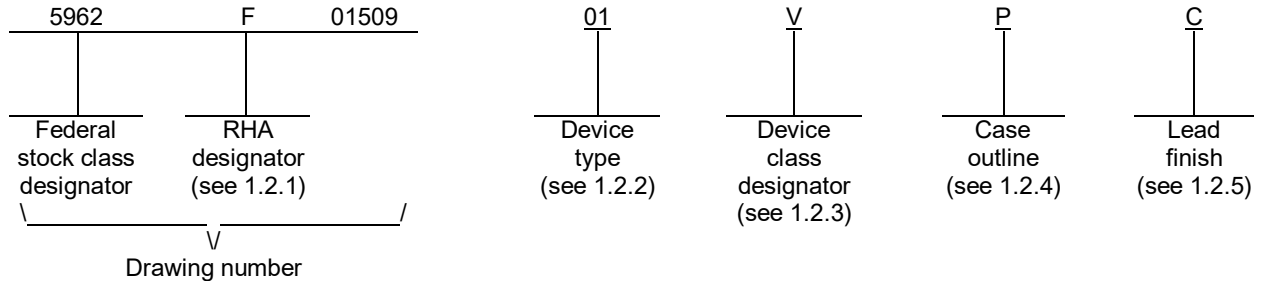 5962 F 01509 01 V P C
Federal RHA Device Device Case Lead
stock class designator type class outline finish
designator (see 1.2.1) (see 1.2.2) designator (see 1.2.4) (see 1.2.5)
(see 1.2.3)
Drawing number